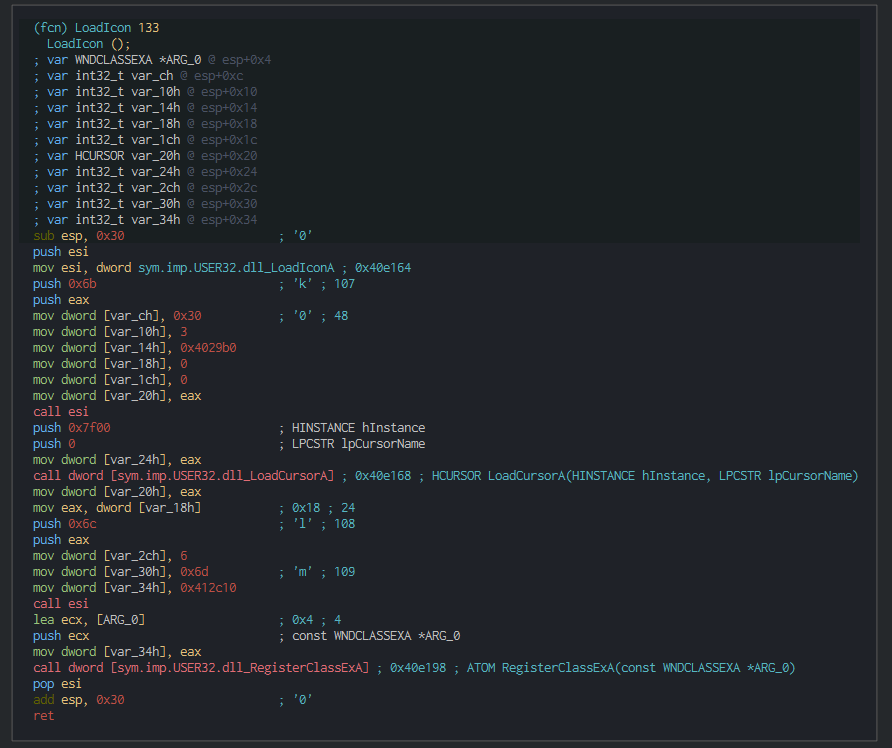 (fcn) LoadIcon 133
LoadIcon ();
; var WNDCLASSEXA *ARG_0 @ esp+0x4
; var int32_t var_ch @ esp+0xc
; var int32_t var_10h @ esp+0x10
; var int32_t var_14h @ esp+0x14
; var int32_t var_18h @ esp+0x18
; var int32_t var_1ch @ esp+0x1c
; var HCURSOR var_20h @ esp+0x20
; var int32_t var_24h @ esp+0x24
; var int32_t var_2ch @ esp+0x2c
; var int32_t var_30h @ esp+0x30
; var int32_t var_34h @ esp+0x34
sub esp, 0x30 ; '0'
push esi
mov esi, dword sym.imp.USER32.dll_LoadIconA ; 0x40e164
push 0x6b ; 'k' ; 107
push eax
mov dword [var_ch], 0x30 ; '0' ; 48
mov dword [var_10h], 3
mov dword [var_14h], 0x4029b0
mov dword [var_18h], 0
mov dword [var_1ch], 0
mov dword [var_20h], eax
call esi
push 0x7f00 ; HINSTANCE hInstance
push 0 ; LPCSTR lpCursorName
mov dword [var_24h], eax
call dword [sym.imp.USER32.dll_LoadCursorA] ; 0x40e168 ; HCURSOR LoadCursorA(HINSTANCE hInstance, LPCSTR lpCursorName)
mov dword [var_20h], eax
mov eax, dword [var_18h] ; 0x18 ; 24
push 0x6c ; 'l' ; 108
push eax
mov dword [var_2ch], 6
mov dword [var_30h], 0x6d ; 'm' ; 109
mov dword [var_34h], 0x412c10
call esi
lea ecx, [ARG_0] ; 0x4 ; 4
push ecx ; const WNDCLASSEXA *ARG_0
mov dword [var_34h], eax
call dword [sym.imp.USER32.dll_RegisterClassExA] ; 0x40e198 ; ATOM RegisterClassExA(const WNDCLASSEXA *ARG_0)
pop esi
add esp, 0x30 ; '0'
ret